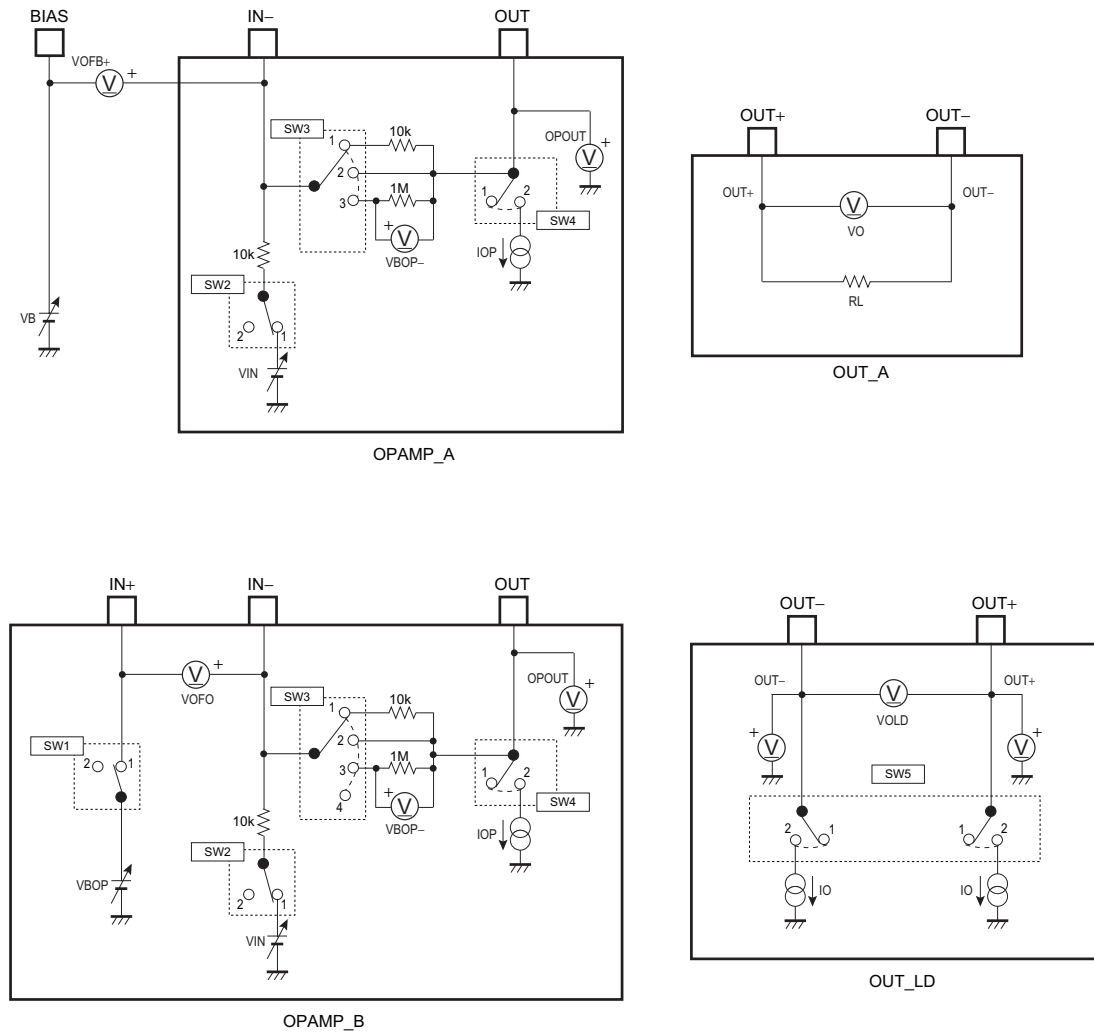 BIAS
IN−
OUT
VOFB+
+
V
SW3
1
10k
2
1M
3
+
V
VBOP−
OPOUT
+
V
1
2
SW4
IOP
10k
SW2
2
1
VIN
VB
OPAMP_A
OUT+
OUT−
OUT+
OUT−
V
VO
RL
OUT_A
IN+
IN−
OUT
V
+
VOFO
SW3
1
10k
2
1M
3
4
+
V
VBOP−
OPOUT
+
V
1
2
SW4
IOP
SW1
2
1
VBOP
10k
SW2
2
1
VIN
OPAMP_B
OUT−
OUT+
OUT−
OUT+
V
VOLD
+
V
+
V
SW5
2
1
1
2
IO
IO
OUT_LD